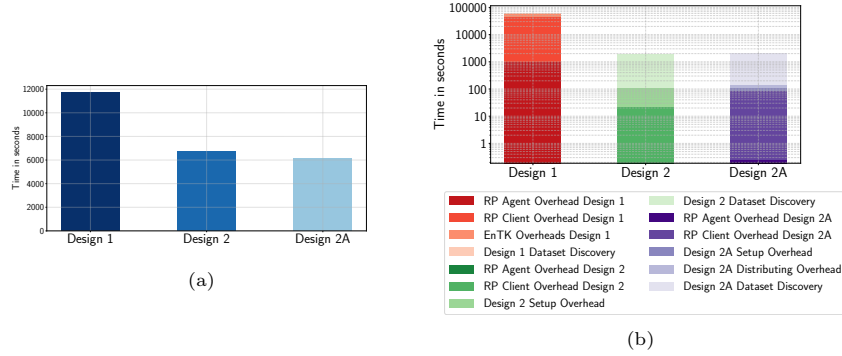 12000
10000
8000
6000
4000
2000
0
Time in seconds
Design 1 Design 2 Design 2A
(a)
100000
10000
1000
100
10
1
Time in seconds
Design 1 Design 2 Design 2A
RP Agent Overhead Design 1
RP Client Overhead Design 1
EnTK Overheads Design 1
Design 1 Dataset Discovery
RP Agent Overhead Design 2
RP Client Overhead Design 2
Design 2 Setup Overhead
Design 2 Dataset Discovery
RP Agent Overhead Design 2A
RP Client Overhead Design 2A
Design 2A Setup Overhead
Design 2A Distributing Overhead
Design 2A Dataset Discovery
(b)